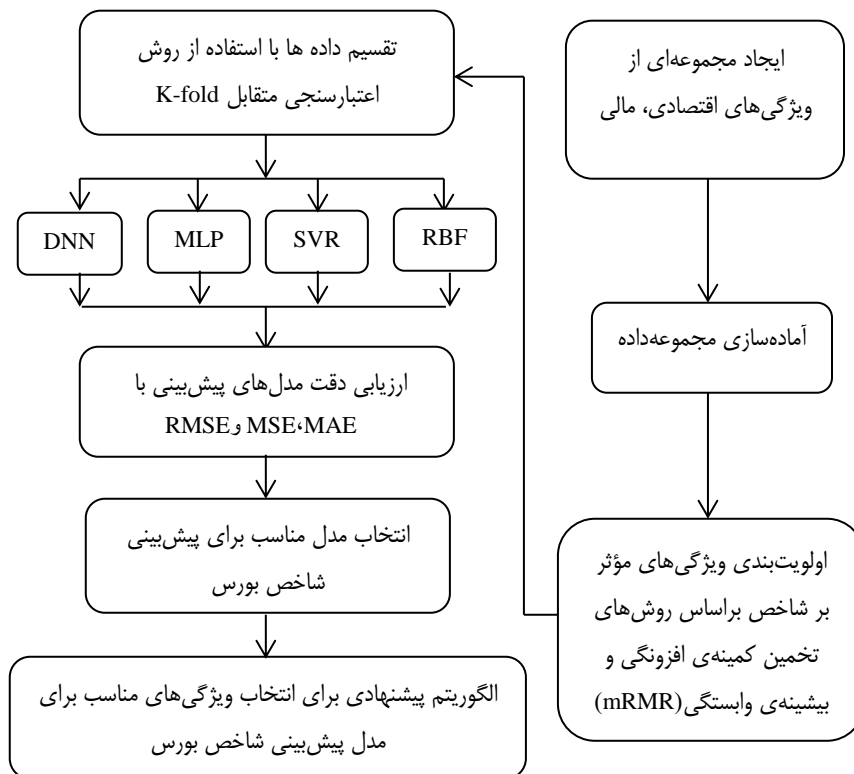 ایجاد مجموعه‌ای از
ویژگی‌های اقتصادی، مالی
آماده‌سازی مجموعه‌داده
اولویت‌بندی ویژگی‌های مؤثر
بر شاخص براساس روش‌های
تخمین کمینه‌ی افزونگی و
بیشینه‌ی وابستگی(mRMR)
تقسیم داده ها با استفاده از روش
اعتبارسنجی متقابل K-fold
DNN
MLP
SVR
RBF
ارزیابی دقت مدل‌های پیش‌بینی با
MSE،MAE و RMSE
انتخاب مدل مناسب برای پیش‌بینی
شاخص بورس
الگوریتم پیشنهادی برای انتخاب ویژگی‌های مناسب برای
مدل پیش‌بینی شاخص بورس